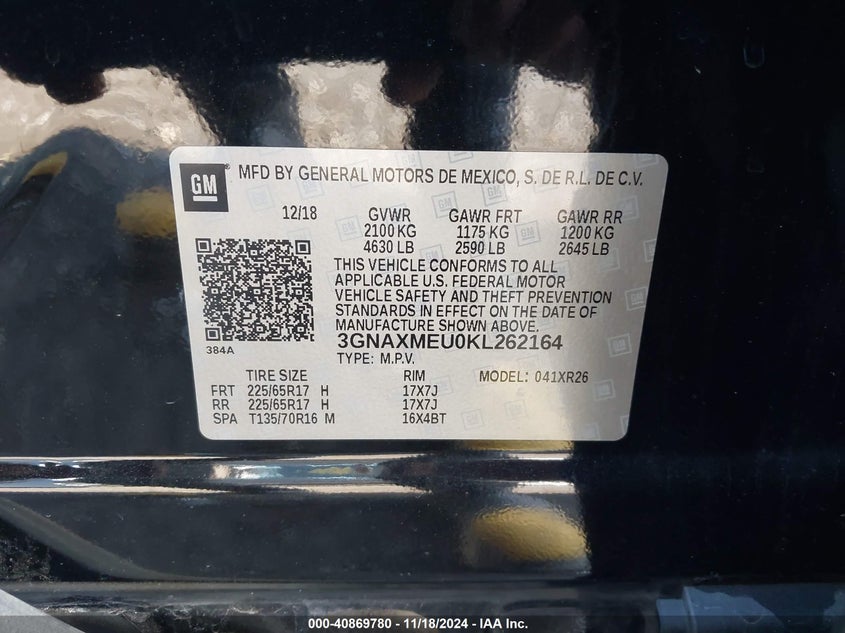 GM
MFD BY GENERAL MOTORS DE MEXICO, S. DE R.L. DE C.V.
12/18 GVWR GAWR FRT GAWR RR
2100 KG 1175 KG 1200 KG
4630 LB 2590 LB 2645 LB
THIS VEHICLE CONFORMS TO ALL
APPLICABLE U.S. FEDERAL MOTOR
VEHICLE SAFETY AND THEFT PREVENTION
STANDARDS IN EFFECT ON THE DATE OF
MANUFACTURE SHOWN ABOVE.
384A
3GNAXMEU0KL262164
TYPE: M.P.V.
TIRE SIZE RIM MODEL: 041XR26
FRT 225/65R17 H 17X7J
RR 225/65R17 H 17X7J
SPA T135/70R16 M 16X4BT
000-40869780 - 11/18/2024 - IAA Inc.